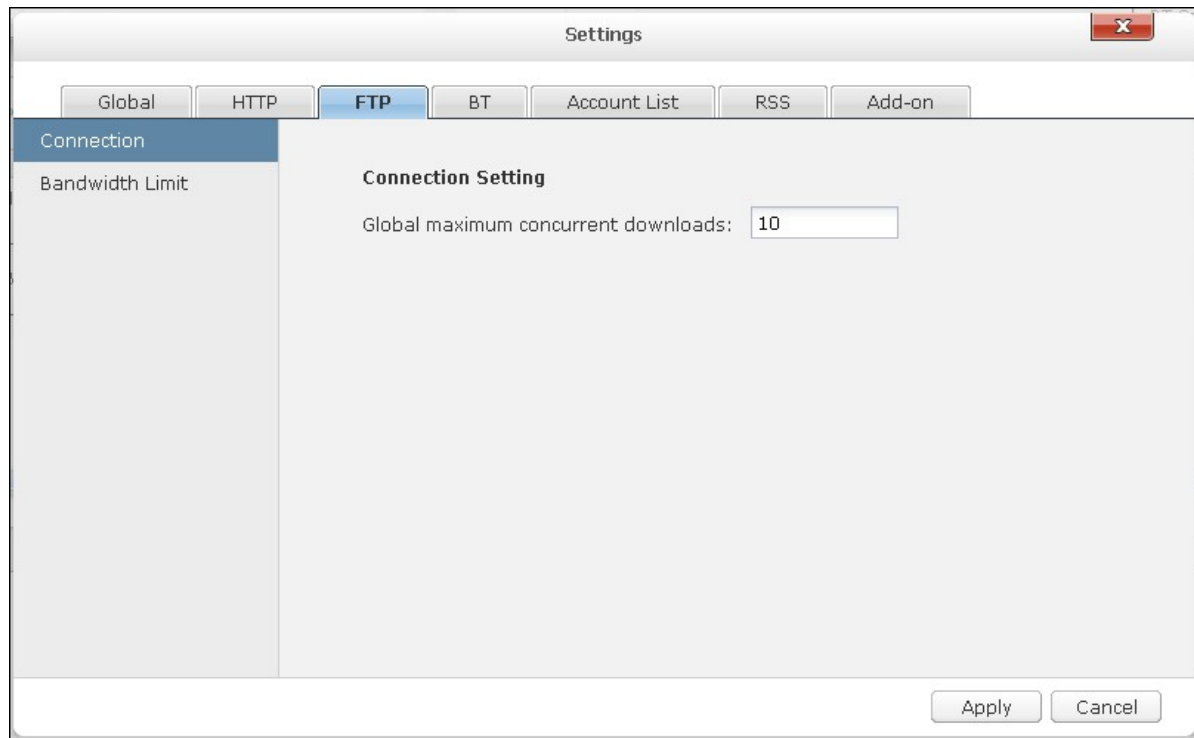 Settings
X
Global HTTP FTP BT Account List RSS Add-on
Connection
Bandwidth Limit
Connection Setting
Global maximum concurrent downloads: 10
Apply Cancel